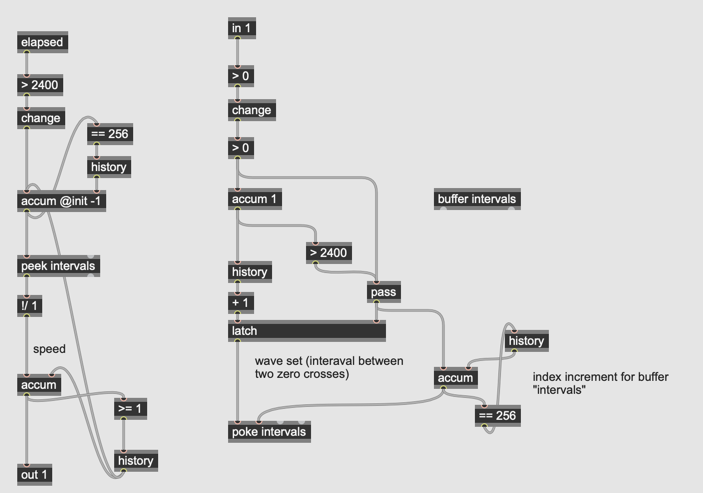 elapsed
> 2400
change
== 256
history
accum @init -1
peek intervals
!/ 1
speed
accum
>= 1
history
out 1
in 1
> 0
change
> 0
accum 1
> 2400
history
+ 1
pass
latch
wave set (interaval between
two zero crosses)
poke intervals
buffer intervals
history
accum
== 256
index increment for buffer
"intervals"